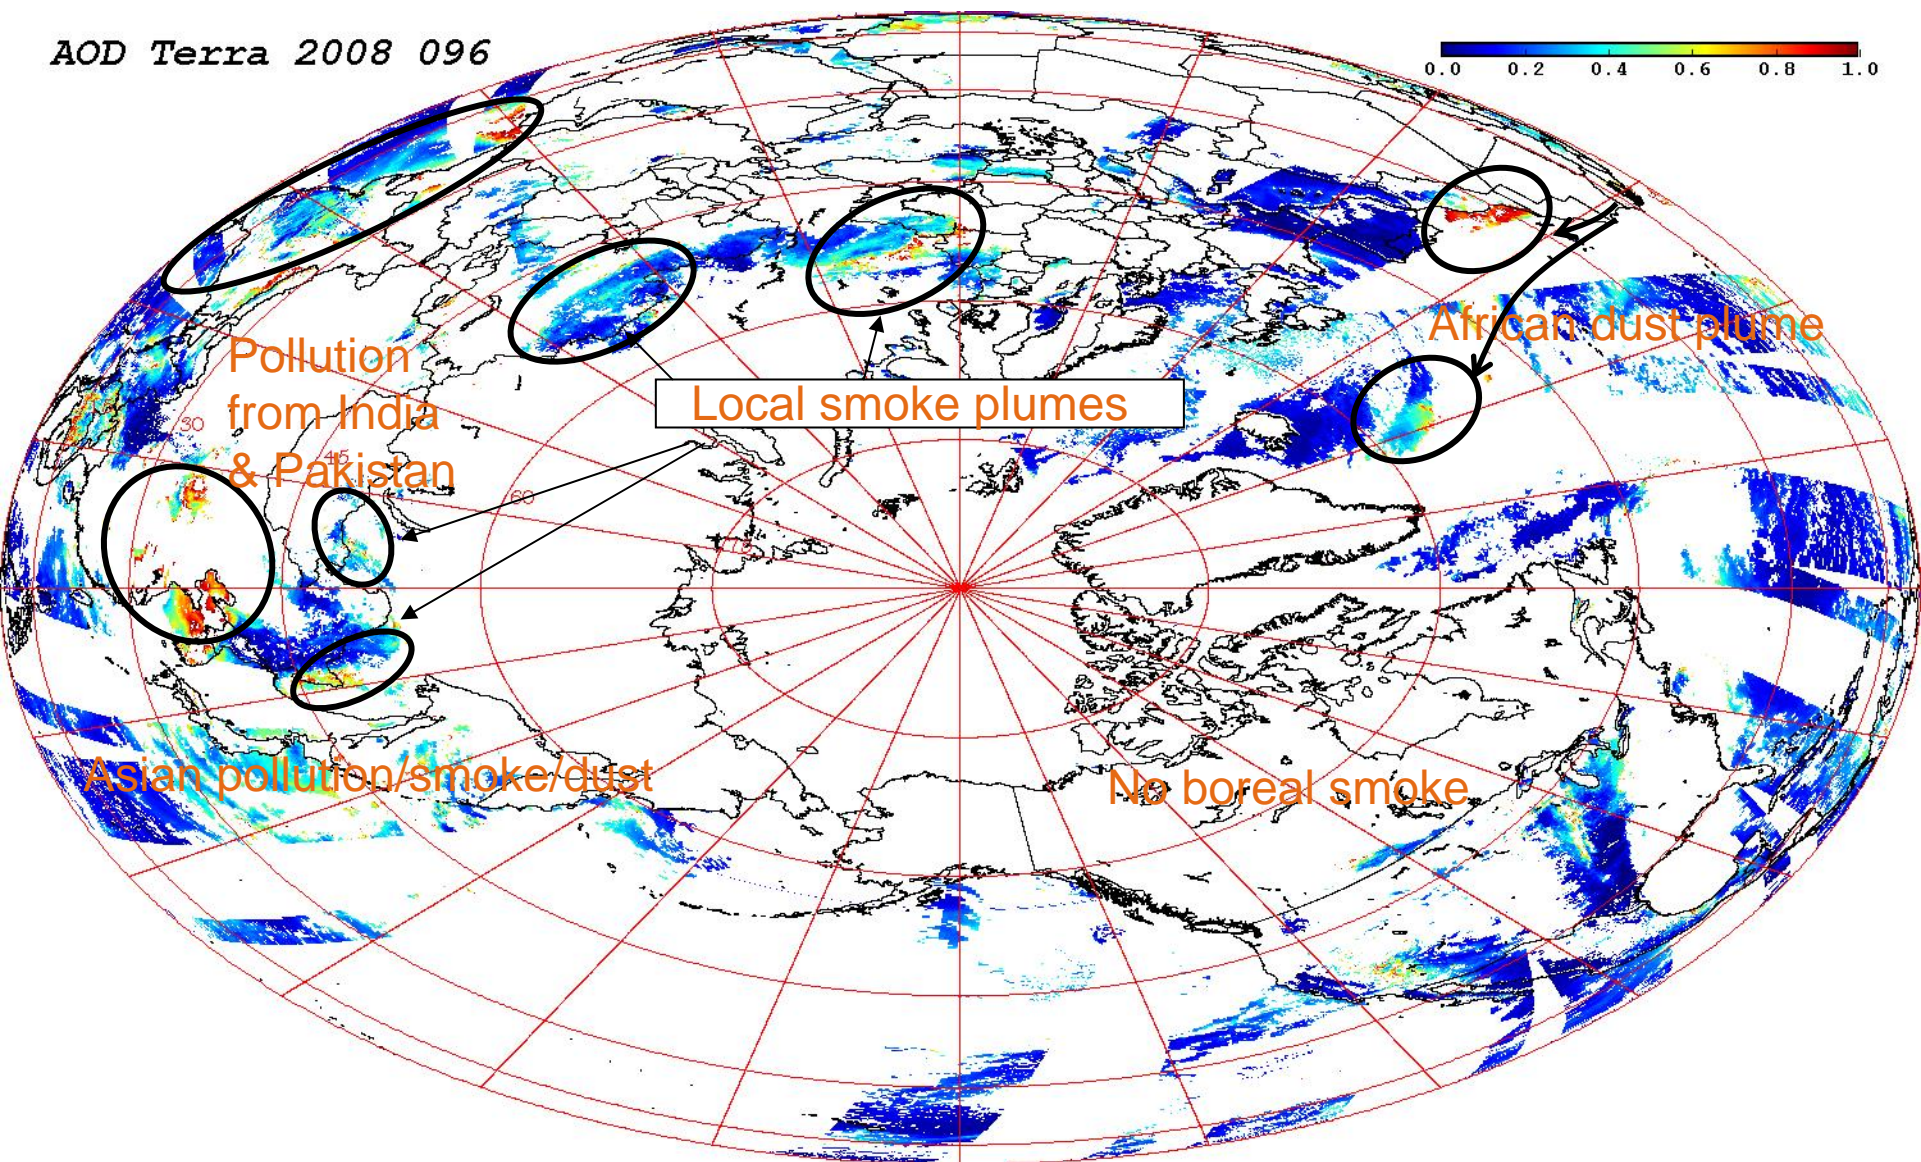 AOD Terra 2008 096
0.0 0.2 0.4 0.6 0.8 1.0
African dust plume
Pollution
from India
& Pakistan
Local smoke plumes
30
45
60
75
Asian pollution/smoke/dust
No boreal smoke